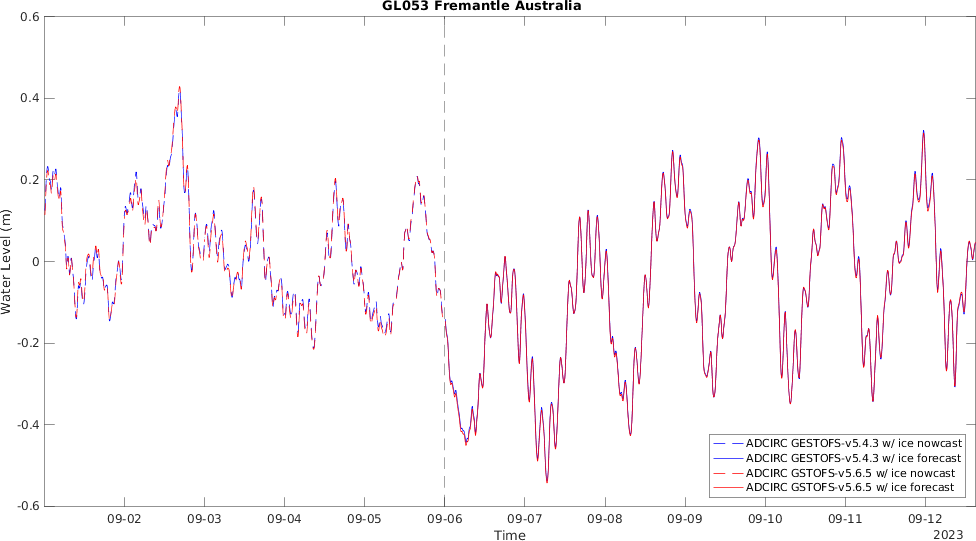 GL053 Fremantle Australia
0.6
0.4
0.2
0
-0.2
-0.4
-0.6
Water Level (m)
ADCIRC GESTOFS-v5.4.3 w/ ice nowcast
ADCIRC GESTOFS-v5.4.3 w/ ice forecast
ADCIRC GSTOFS-v5.6.5 w/ ice nowcast
ADCIRC GSTOFS-v5.6.5 w/ ice forecast
09-02 09-03 09-04 09-05 09-06 09-07 09-08 09-09 09-10 09-11 09-12
Time
2023